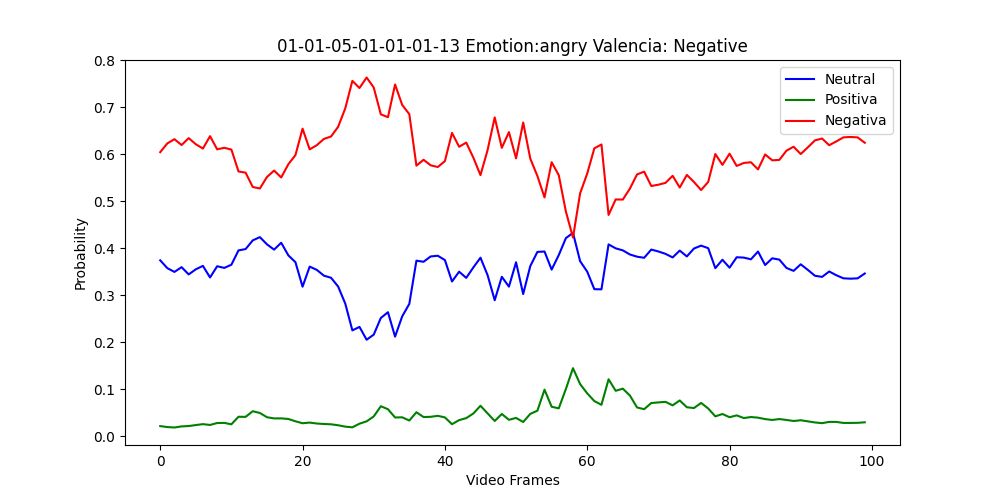 01-01-05-01-01-01-13 Emotion:angry Valencia: Negative
Neutral
Positiva
Negativa
Probability
0.8
0.7
0.6
0.5
0.4
0.3
0.2
0.1
0.0
0 20 40 60 80 100
Video Frames